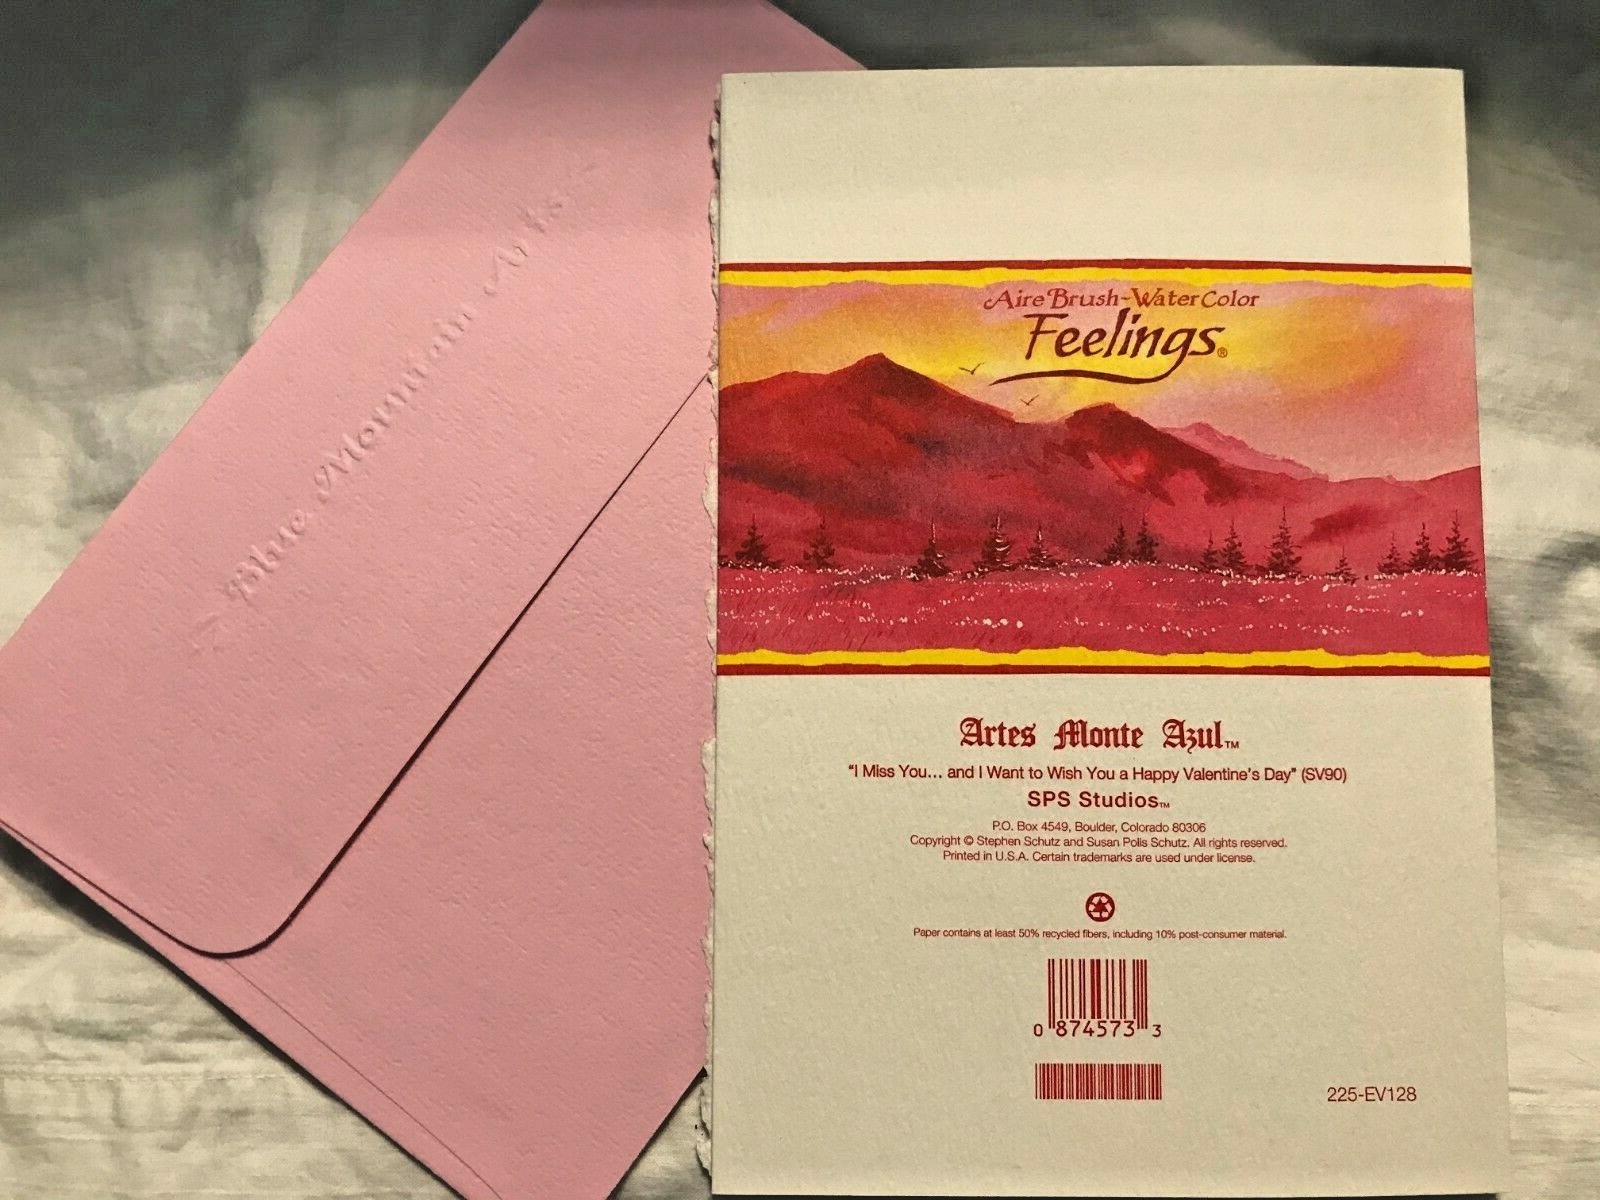 Blue Mountain Arts
Aire Brush~Water Color
Feelings®
Artes Monte Azul™
"I Miss You... and I Want to Wish You a Happy Valentine's Day" (SV90)
SPS Studios™
P.O. Box 4549, Boulder, Colorado 80306
Copyright © Stephen Schutz and Susan Polis Schutz. All rights reserved.
Printed in U.S.A. Certain trademarks are used under license.
Paper contains at least 50% recycled fibers, including 10% post-consumer material.
0 874573 3
225-EV128